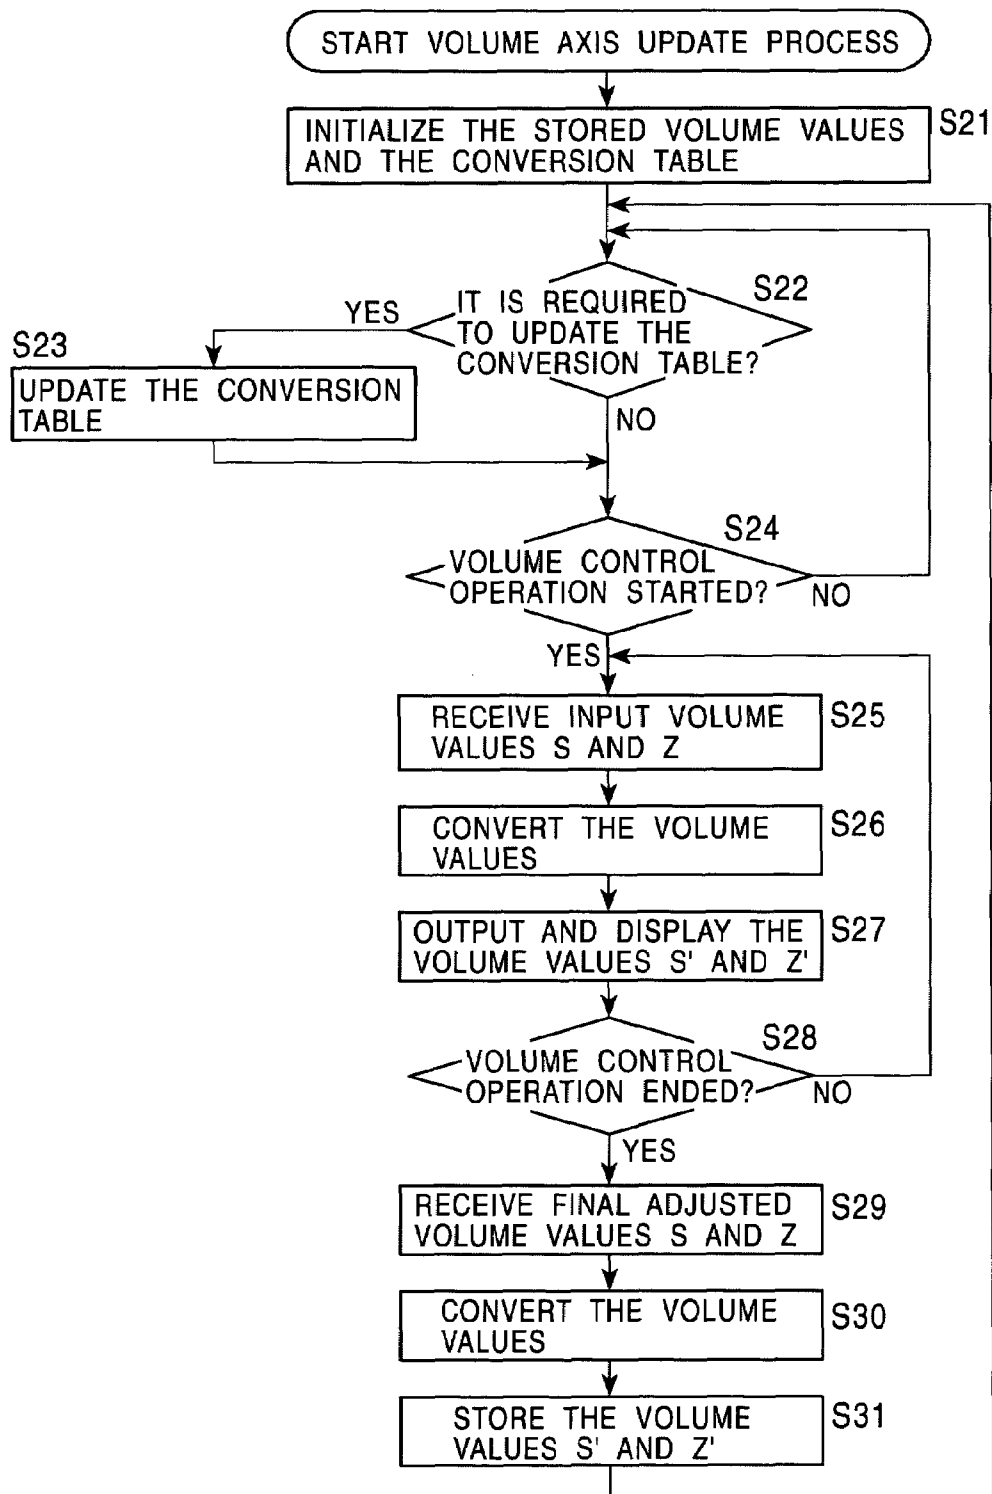 START VOLUME AXIS UPDATE PROCESS
S21
INITIALIZE THE STORED VOLUME VALUES
AND THE CONVERSION TABLE
S22
IT IS REQUIRED
TO UPDATE THE
CONVERSION TABLE?
YES
S23
UPDATE THE CONVERSION
TABLE
NO
S24
VOLUME CONTROL
OPERATION STARTED?
NO
YES
RECEIVE INPUT VOLUME
VALUES S AND Z
S25
CONVERT THE VOLUME
VALUES
S26
OUTPUT AND DISPLAY THE
VOLUME VALUES S' AND Z'
S27
S28
VOLUME CONTROL
OPERATION ENDED?
NO
YES
RECEIVE FINAL ADJUSTED
VOLUME VALUES S AND Z
S29
CONVERT THE VOLUME
VALUES
S30
STORE THE VOLUME
VALUES S' AND Z'
S31